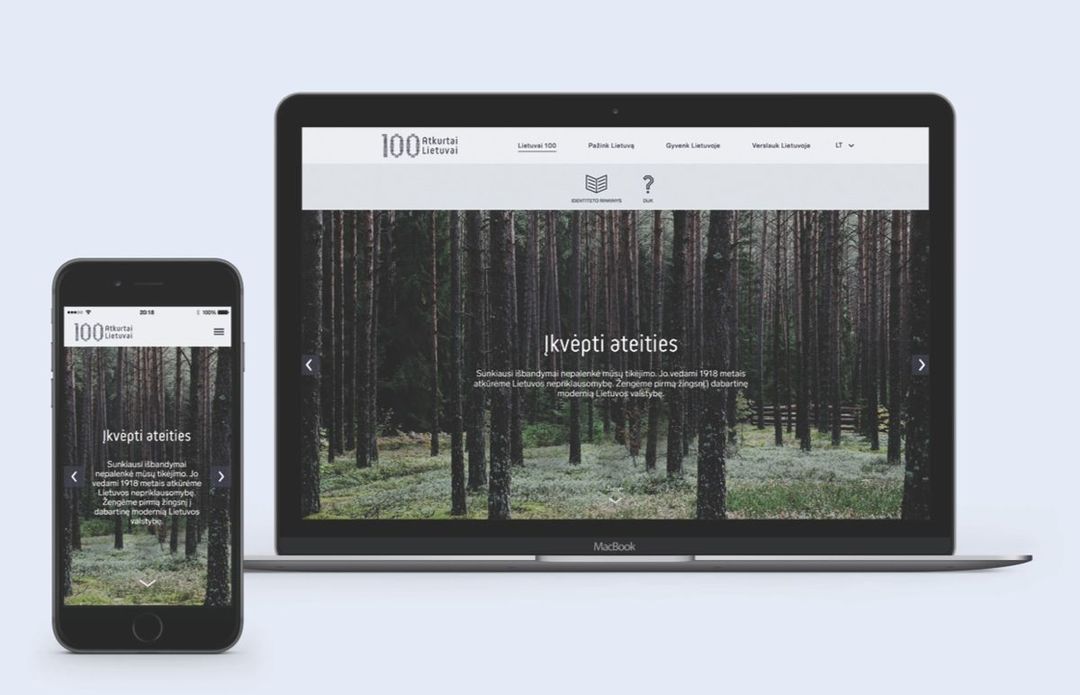 100 Atkurtai
Lietuvai
Lietuvai 100 Pažink Lietuvą Gyvenk Lietuvoje Verslauk Lietuvoje LT
IDENTITETO RINKINYS DUK
Įkvėpti ateities
Sunkiausi išbandymai nepalenkė mūsų tikėjimo. Jo vedami 1918 metais
atkūrėme Lietuvos nepriklausomybę. Žengėme pirmą žingsnį į dabartinę
modernią Lietuvos valstybę.
MacBook
20:18 100%
100 Atkurtai
Lietuvai
Įkvėpti ateities
Sunkiausi išbandymai
nepalenkė mūsų tikėjimo. Jo
vedami 1918 metais atkūrėme
Lietuvos nepriklausomybę.
Žengėme pirmą žingsnį į
dabartinę modernią Lietuvos
valstybę.